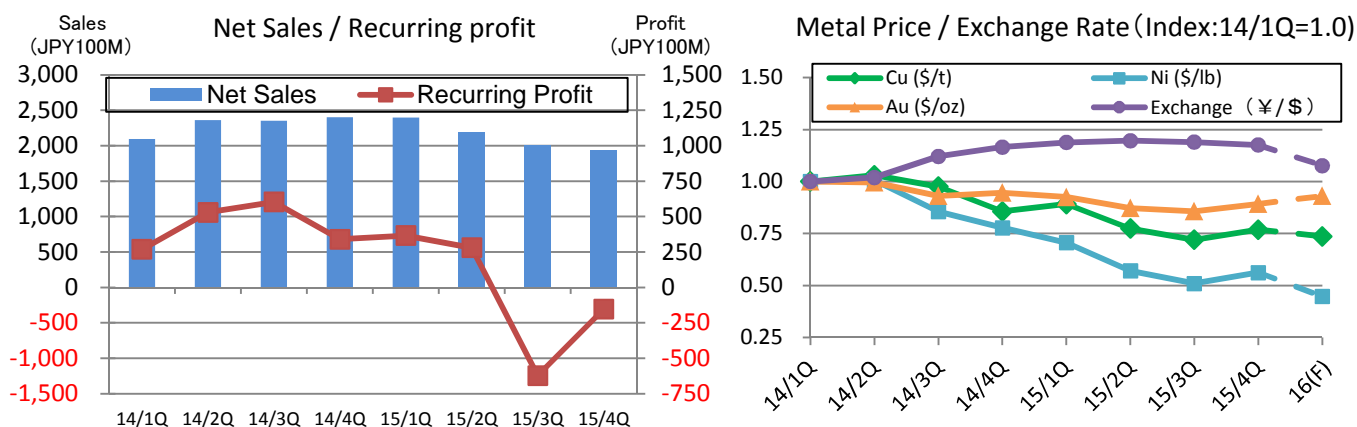 Net Sales / Recurring profit
Sales
(JPY100M)
Profit
(JPY100M)
Net Sales
Recurring Profit
3,000
2,500
2,000
1,500
1,000
500
0
-500
-1,000
-1,500
1,500
1,250
1,000
750
500
250
0
-250
-500
-750
14/1Q 14/2Q 14/3Q 14/4Q 15/1Q 15/2Q 15/3Q 15/4Q
Metal Price / Exchange Rate（Index:14/1Q=1.0)
Cu ($/t)
Ni ($/lb)
Au ($/oz)
Exchange （￥/＄）
1.50
1.25
1.00
0.75
0.50
0.25
14/1Q 14/2Q 14/3Q 14/4Q 15/1Q 15/2Q 15/3Q 15/4Q 16(F)